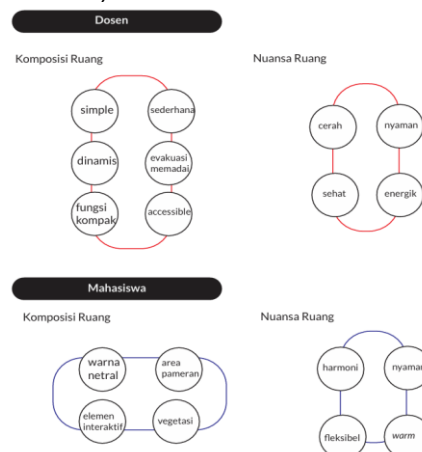 Dosen
Komposisi Ruang
Nuansa Ruang
simple
sederhana
dinamis
evakuasi
memadai
fungsi
kompak
accessible
cerah
nyaman
sehat
energik
Mahasiswa
Komposisi Ruang
Nuansa Ruang
warna
netral
area
pameran
elemen
interaktif
vegetasi
harmoni
nyaman
fleksibel
warm